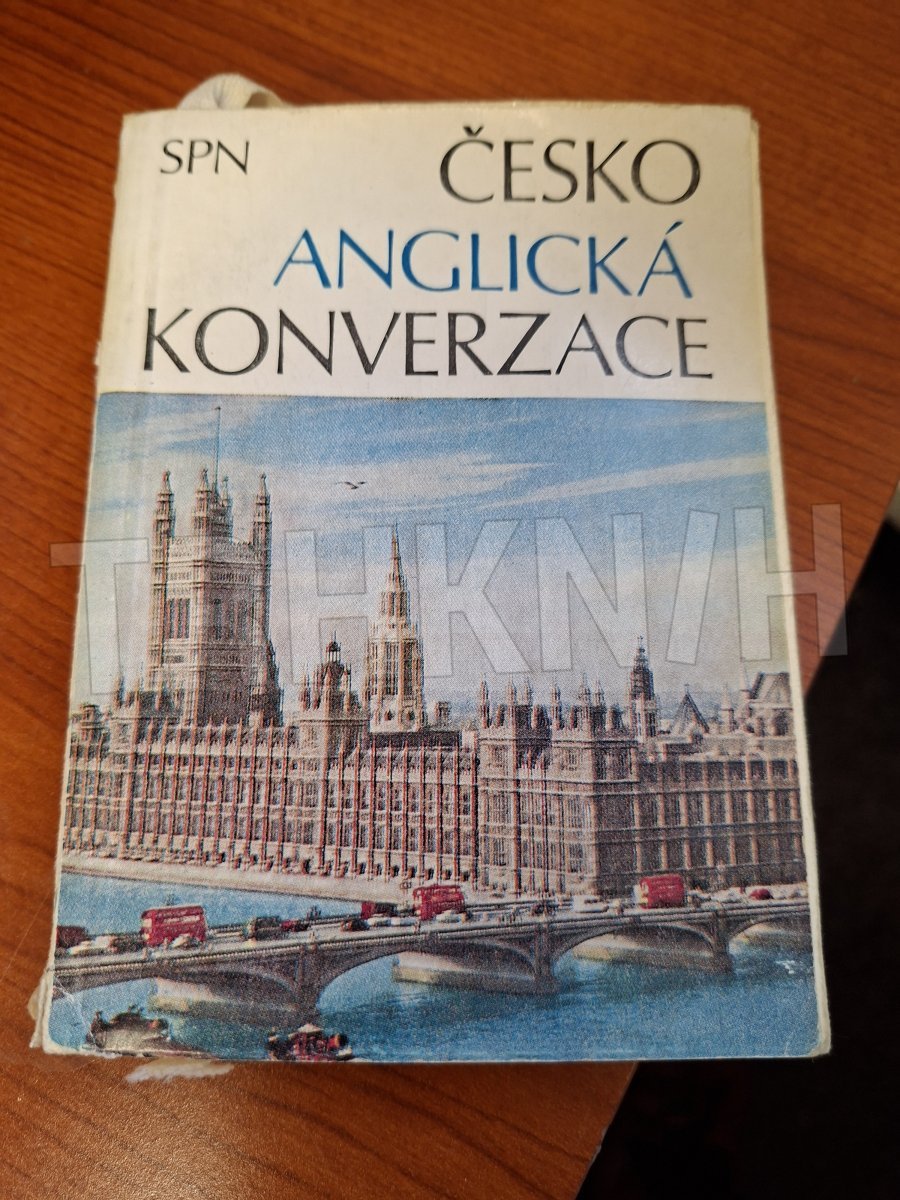 SPN
ČESKO
ANGLICKÁ
KONVERZACE